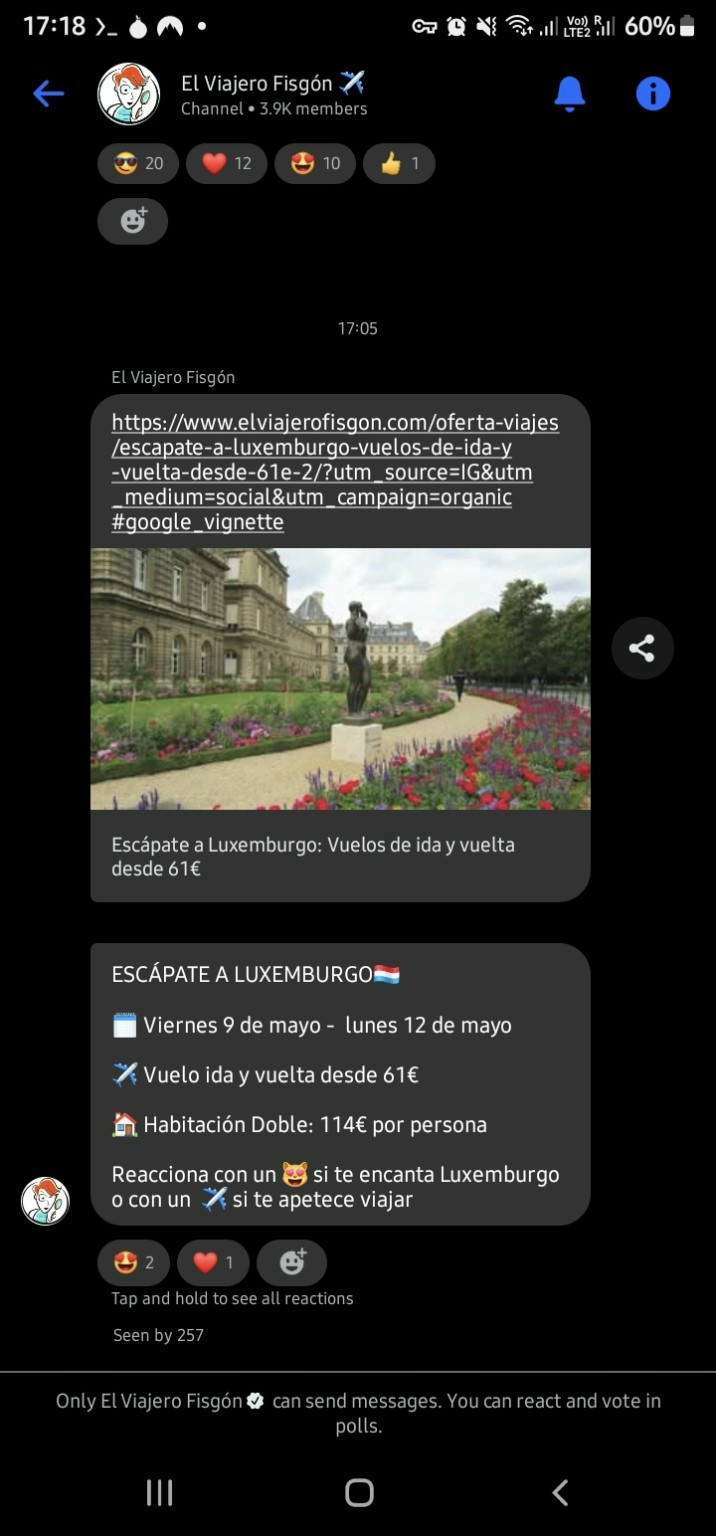 17:18
Vo))
LTE2
R
60%
El Viajero Fisgón
Channel • 3.9K members
20
12
10
1
17:05
El Viajero Fisgón
https://www.elviajerofisgon.com/oferta-viajes
/escapate-a-luxemburgo-vuelos-de-ida-y
-vuelta-desde-61e-2/?utm_source=IG&utm
_medium=social&utm_campaign=organic
#google_vignette
Escápate a Luxemburgo: Vuelos de ida y vuelta
desde 61€
ESCÁPATE A LUXEMBURGO🇱🇺
🗓️ Viernes 9 de mayo - lunes 12 de mayo
✈️ Vuelo ida y vuelta desde 61€
🏠 Habitación Doble: 114€ por persona
Reacciona con un 😻 si te encanta Luxemburgo
o con un ✈️ si te apetece viajar
2
1
Tap and hold to see all reactions
Seen by 257
Only El Viajero Fisgón can send messages. You can react and vote in
polls.